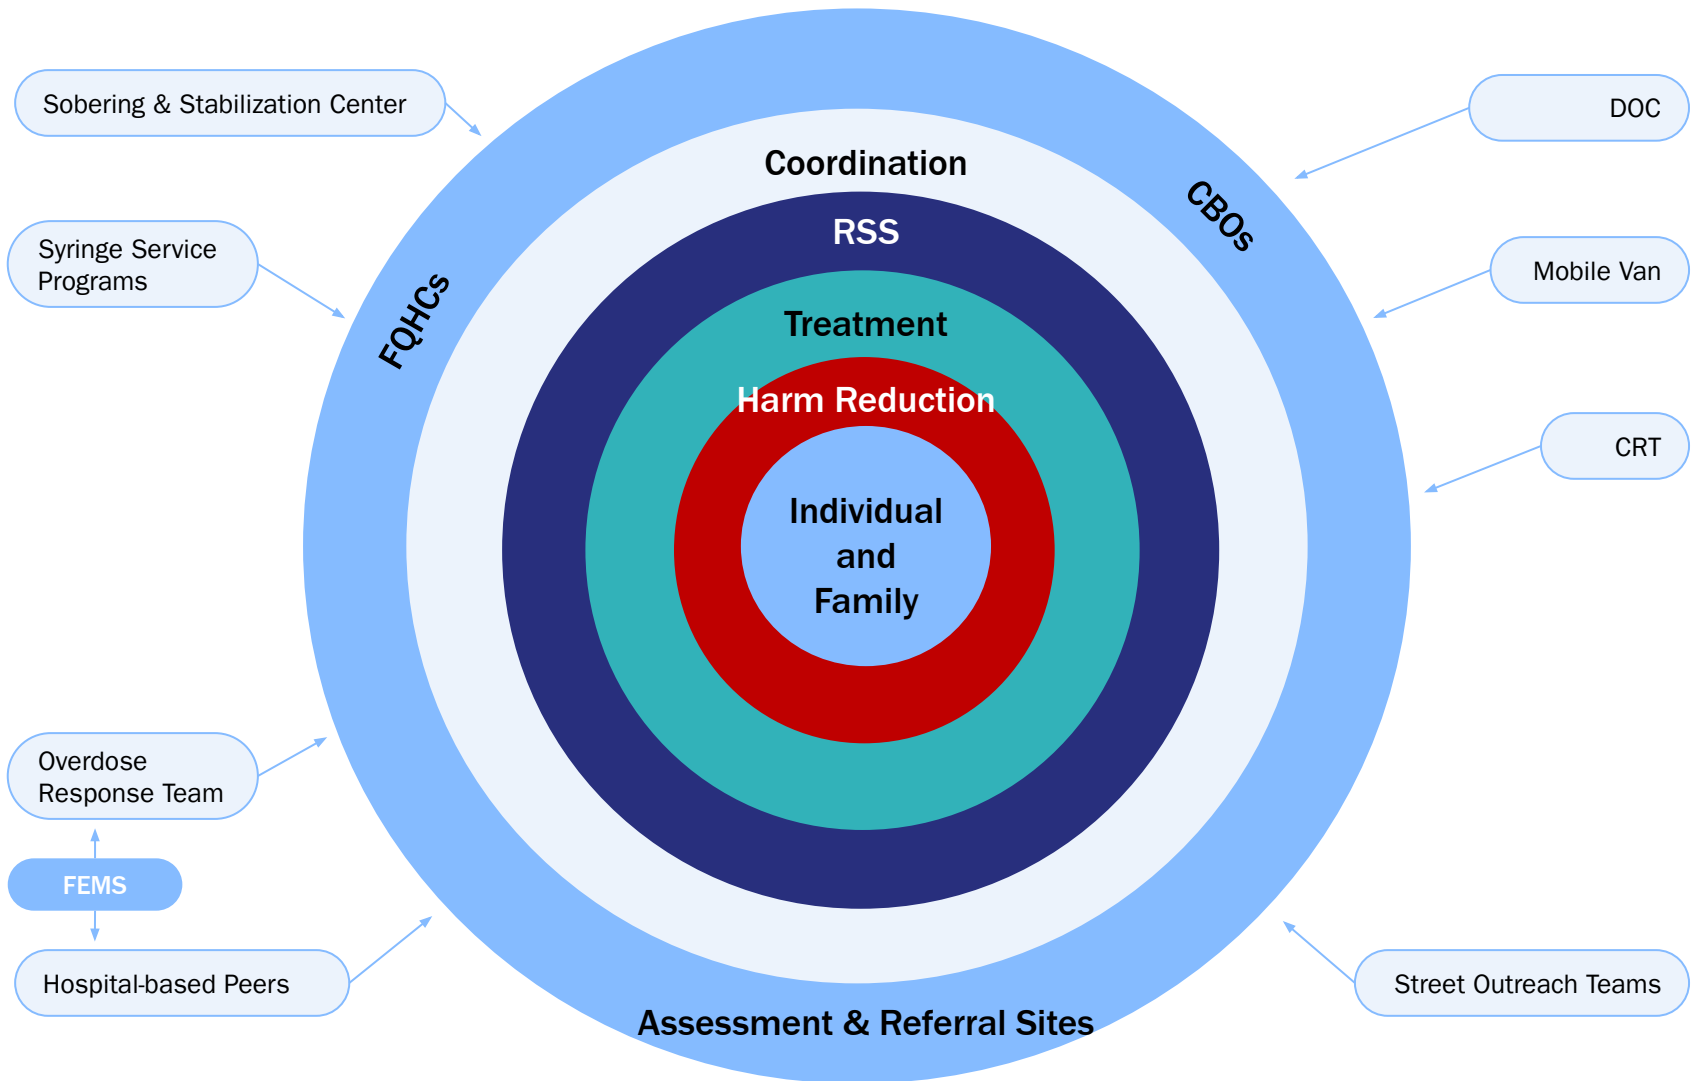 Sobering & Stabilization Center
DOC
Coordination
CBOs
RSS
Syringe Service
Programs
Mobile Van
FQHCs
Treatment
Harm Reduction
CRT
Individual
and
Family
Overdose
Response Team
FEMS
Hospital-based Peers
Street Outreach Teams
Assessment & Referral Sites